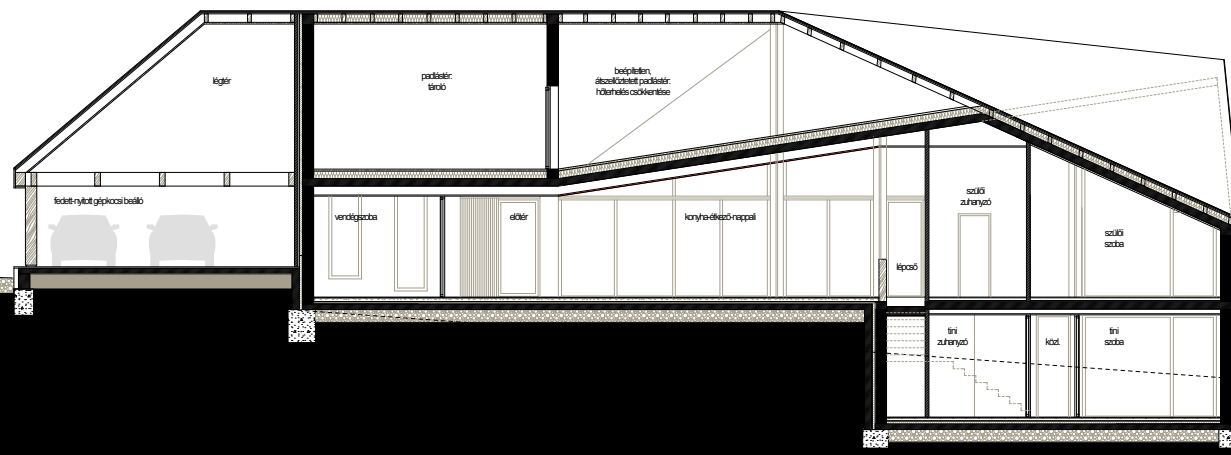 légtér
padlástér:
tároló
beépítetlen,
átszellőztetett padlástér:
hőterhelés csökkentése
fedett-nyitott gépkocsi beálló
vendégszoba
előtér
konyha-étkező-nappali
lépcső
szülői
zuhanyzó
szülői
szoba
tini
zuhanyzó
közl.
tini
szoba